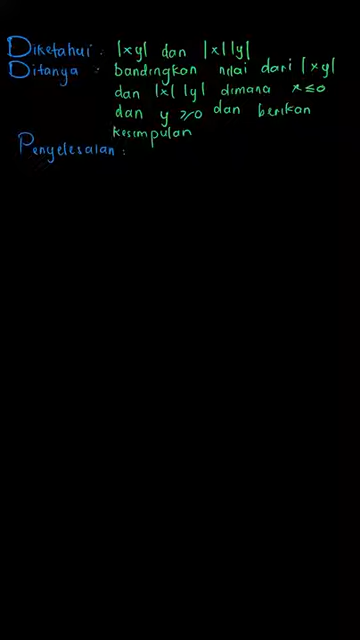 Diketahui : |xy| dan |x| |y|
Ditanya : bandingkan nilai dari |xy|
dan |x| |y| dimana x ≤ 0
dan y ≥ 0 dan berikan
kesimpulan
Penyelesaian :